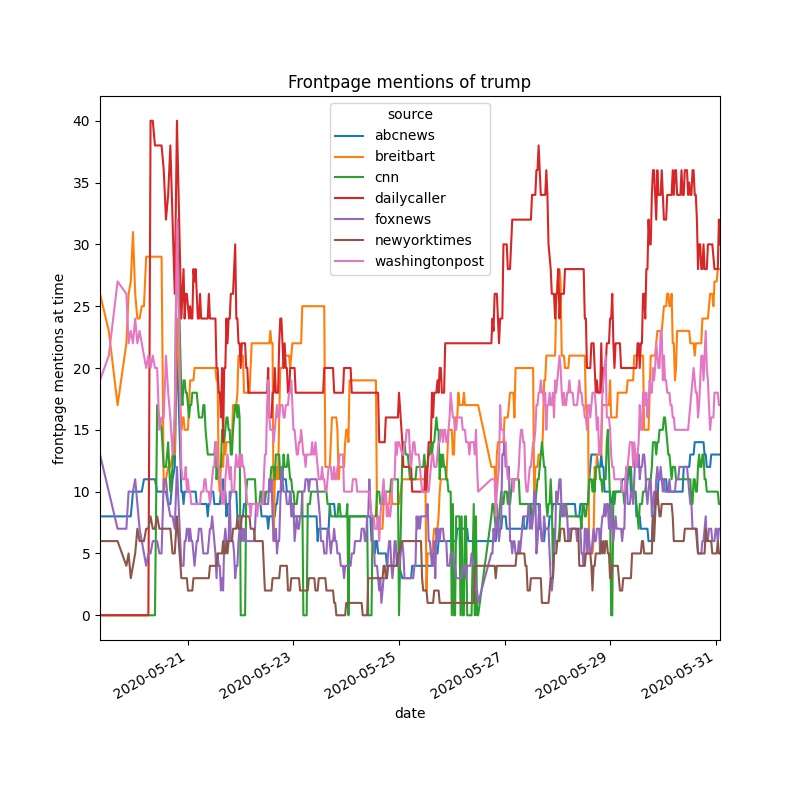 Frontpage mentions of trump
source
abcnews
breitbart
cnn
dailycaller
foxnews
newyorktimes
washingtonpost
frontpage mentions at time
40
35
30
25
20
15
10
5
0
2020-05-21
2020-05-23
2020-05-25
2020-05-27
2020-05-29
2020-05-31
date